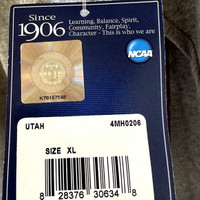 Since
1906
Learning, Balance, Spirit,
Community, Fairplay,
Character - This is who we are
NCAA
K76187548
UTAH 4MH0206
SIZE XL
8 28376 30634 8